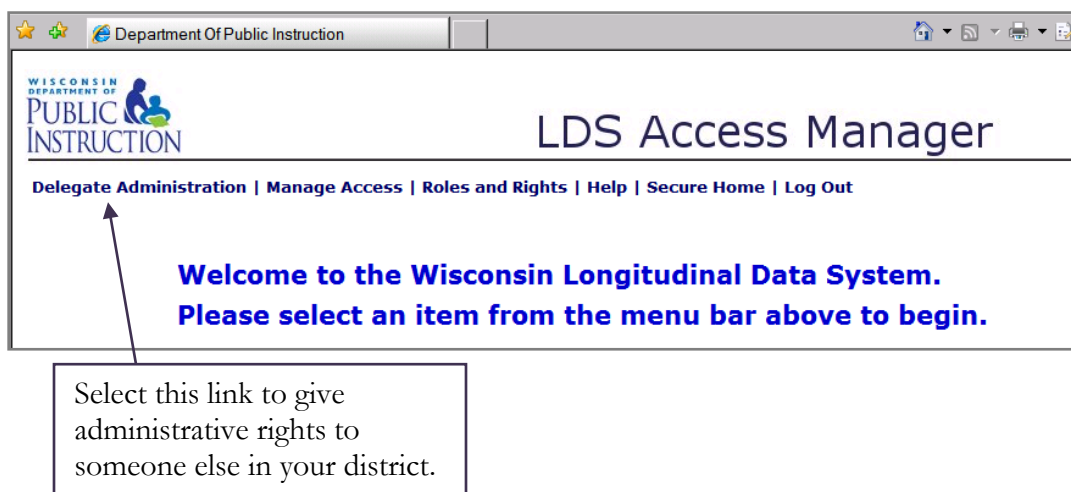 Department Of Public Instruction
WISCONSIN
DEPARTMENT OF
PUBLIC
INSTRUCTION
LDS Access Manager
Delegate Administration | Manage Access | Roles and Rights | Help | Secure Home | Log Out
Welcome to the Wisconsin Longitudinal Data System.
Please select an item from the menu bar above to begin.
Select this link to give
administrative rights to
someone else in your district.